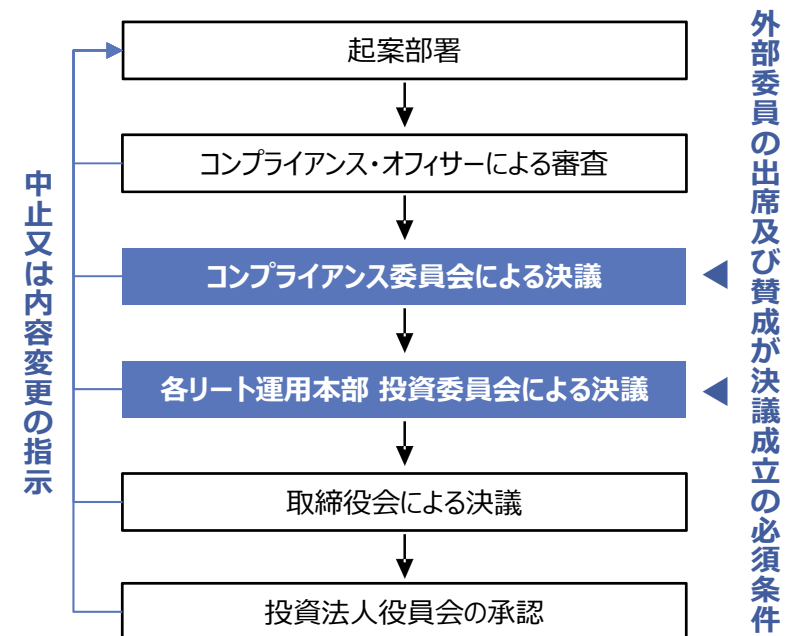 外部委員の出席及び賛成が決議成立の必須条件
起案部署
コンプライアンス・オフィサーによる審査
コンプライアンス委員会による決議
各リート運用本部 投資委員会による決議
取締役会による決議
投資法人役員会の承認
中止又は内容変更の指示